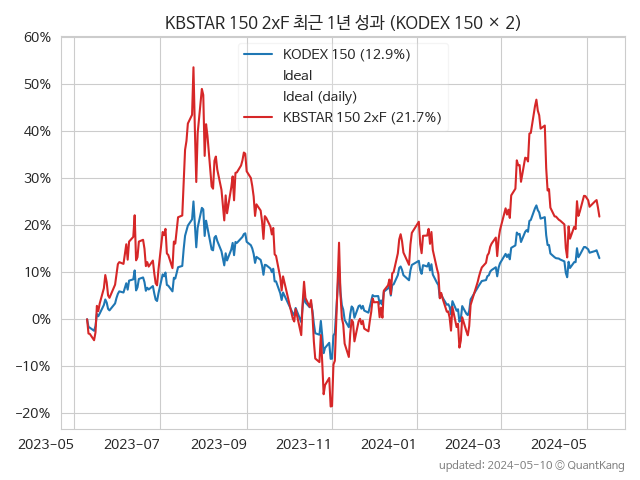 KBSTAR 150 2xF 최근 1년 성과 (KODEX 150 × 2)
60%
50%
40%
30%
20%
10%
0%
−10%
−20%
KODEX 150 (12.9%)
Ideal
Ideal (daily)
KBSTAR 150 2xF (21.7%)
2023-05 2023-07 2023-09 2023-11 2024-01 2024-03 2024-05
updated: 2024-05-10 © QuantKang